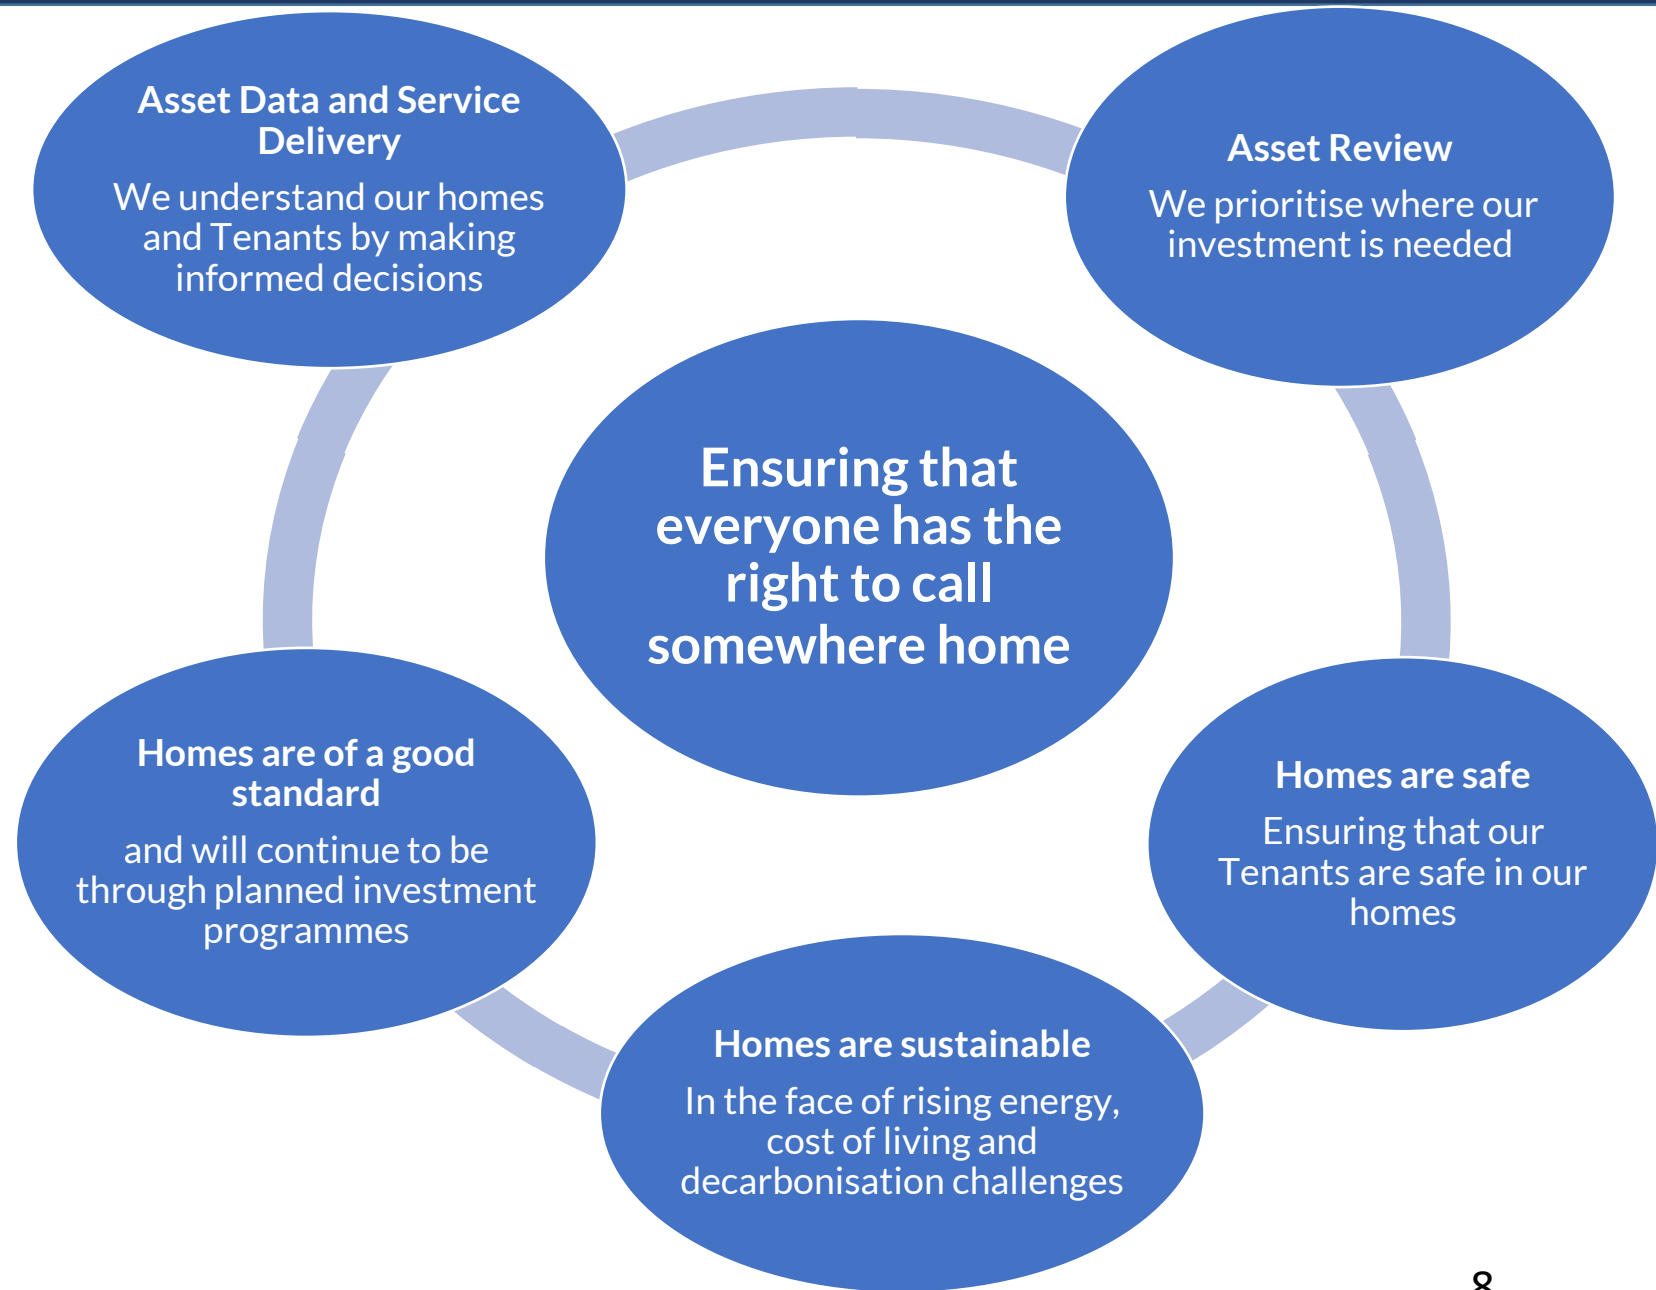 Asset Data and Service
Delivery
We understand our homes
and Tenants by making
informed decisions
Asset Review
We prioritise where our
investment is needed
Ensuring that
everyone has the
right to call
somewhere home
Homes are of a good
standard
and will continue to be
through planned investment
programmes
Homes are safe
Ensuring that our
Tenants are safe in our
homes
Homes are sustainable
In the face of rising energy,
cost of living and
decarbonisation challenges
8